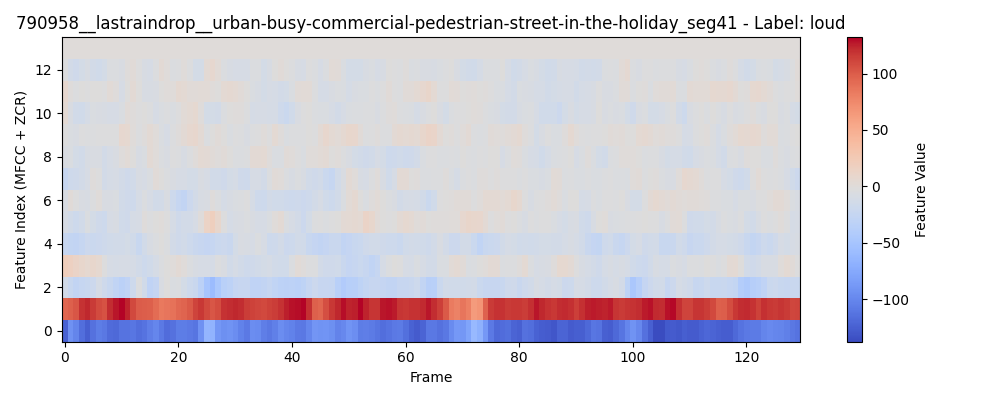 790958__lastraindrop__urban-busy-commercial-pedestrian-street-in-the-holiday_seg41 - Label: loud
Feature Index (MFCC + ZCR)
12
10
8
6
4
2
0
0 20 40 60 80 100 120
Frame
100
50
0
−50
−100
Feature Value